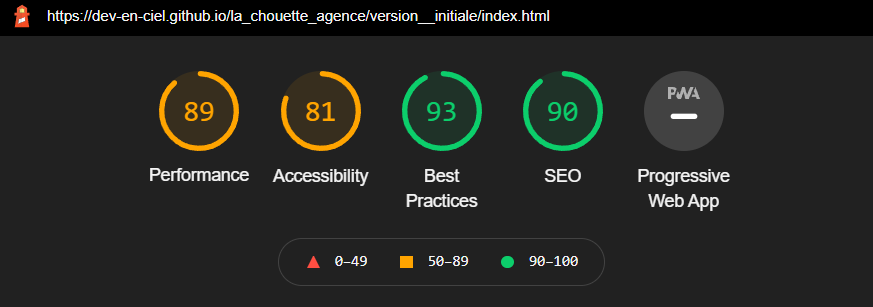 https://dev-en-ciel.github.io/la_chouette_agence/version__initiale/index.html
89
81
93
90
PWA
Performance
Accessibility
Best
Practices
SEO
Progressive
Web App
0–49
50–89
90–100